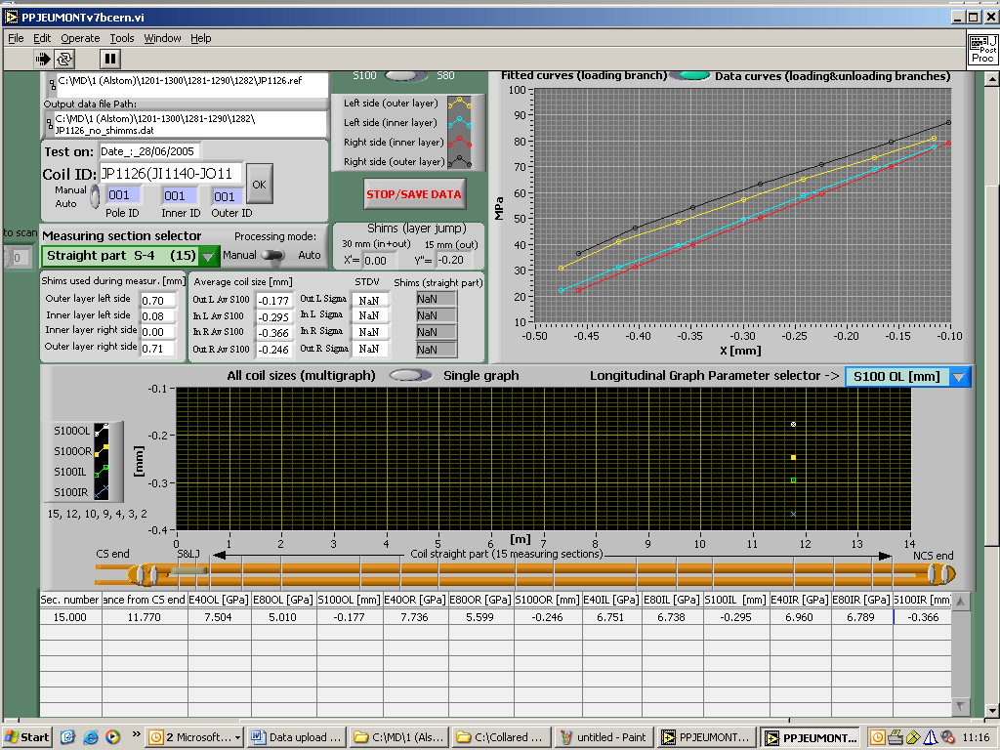 PPJEUMONTv7bcern.vi
File Edit Operate Tools Window Help
J
Post
Proc
C:\MD\1 (Alstom)\1201-1300\1281-1290\1282\JP1126.ref
Output data file Path:
C:\MD\1 (Alstom)\1201-1300\1281-1290\1282\
JP1126_no_shimms.dat
Test on: Date_:_28/06/2005
Coil ID: JP1126(JI1140-JO11
OK
Manual
Auto
001 001 001
Pole ID Inner ID Outer ID
S100 S80
Left side (outer layer)
Left side (inner layer)
Right side (inner layer)
Right side (outer layer)
STOP/SAVE DATA
to scan
0
Measuring section selector
Straight part S-4 (15)
Processing mode:
Manual Auto
Shims (layer jump)
30 mm (in+out) 15 mm (out)
X'= 0.00 Y"= -0.20
Shims used during measur. [mm]
Outer layer left side 0.70
Inner layer left side 0.08
Inner layer right side 0.00
Outer layer right side 0.71
Average coil size [mm] STDV Shims (straight part)
Out L Av S100 -0.177 Out L Sigma NaN NaN
In L Av S100 -0.295 In L Sigma NaN NaN
In R Av S100 -0.366 In R Sigma NaN NaN
Out R Av S100 -0.246 Out R Sigma NaN NaN
Fitted curves (loading branch) Data curves (loading&unloading branches)
MPa
100
90
80
70
60
50
40
30
20
10
-0.50 -0.45 -0.40 -0.35 -0.30 -0.25 -0.20 -0.15 -0.10
X [mm]
All coil sizes (multigraph) Single graph Longitudinal Graph Parameter selector -> S100 OL [mm]
S100OL
S100OR
S100IL
S100IR
15, 12, 10, 9, 4, 3, 2
[mm]
-0.1
-0.2
-0.3
-0.4
0 1 2 3 4 5 6 7 8 9 10 11 12 13 14
[m]
CS end S&LJ Coil straight part (15 measuring sections) NCS end
Sec. number ance from CS end E40OL [GPa] E80OL [GPa] S100OL [mm] E40OR [GPa] E80OR [GPa] S100OR [mm] E40IL [GPa] E80IL [GPa] S100IL [mm] E40IR [GPa] E80IR [GPa] S100IR [mm]
15.000 11.770 7.504 5.010 -0.177 7.736 5.599 -0.246 6.751 6.738 -0.295 6.960 6.789 -0.366
Start » 2 Microsoft... Data upload ... C:\MD\1 (Als... C:\Collared ... untitled - Paint PPJEUMONT... PPJEUMONT... 11:16